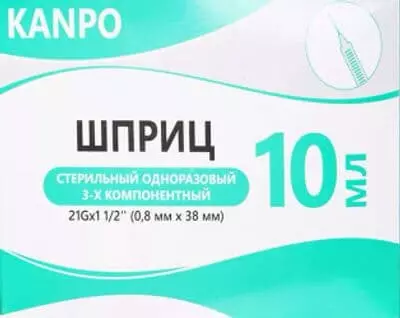 KANPO
ШПРИЦ
СТЕРИЛЬНЫЙ ОДНОРАЗОВЫЙ
3-Х КОМПОНЕНТНЫЙ
21Gx1 1/2'' (0,8 мм x 38 мм)
10 МЛ